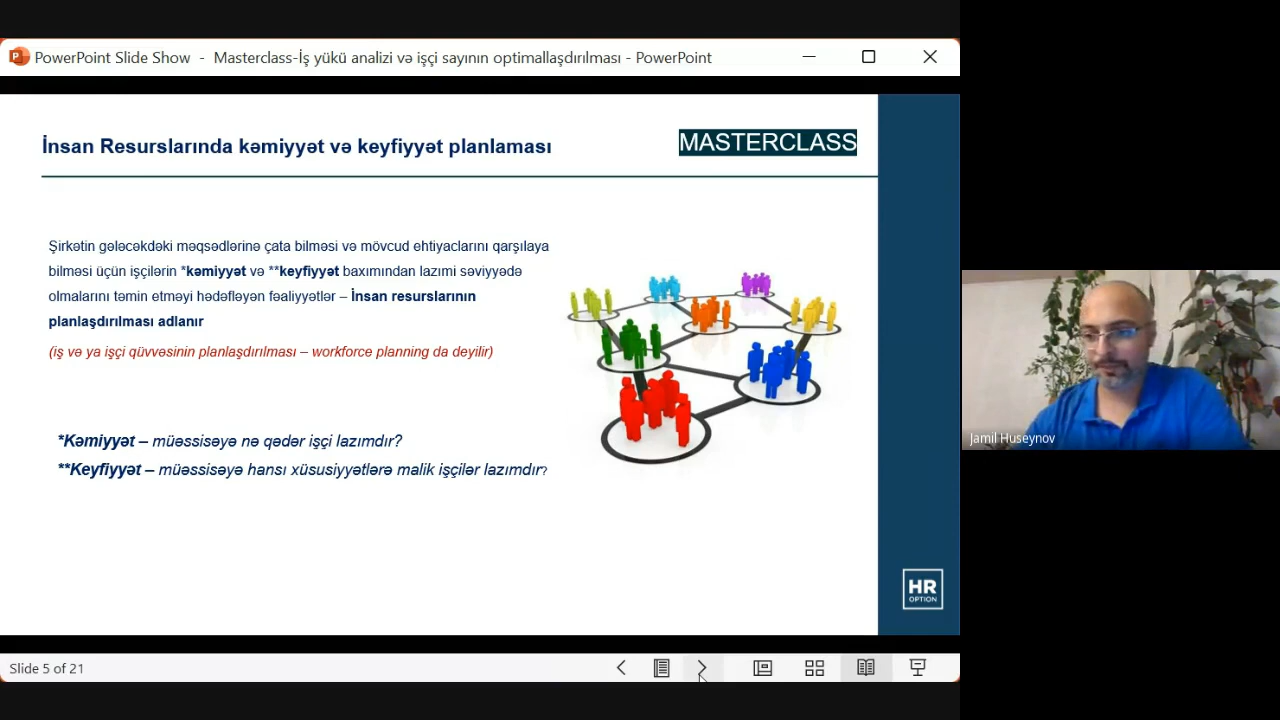 PowerPoint Slide Show - Masterclass-İş yükü analizi və işçi sayının optimallaşdırılması - PowerPoint
İnsan Resurslarında kəmiyyət və keyfiyyət planlaması
MASTERCLASS
Şirkətin gələcəkdəki məqsədlərinə çata bilməsi və mövcud ehtiyaclarını qarşılaya
bilməsi üçün işçilərin *kəmiyyət və **keyfiyyət baxımından lazımi səviyyədə
olmalarını təmin etməyi hədəfləyən fəaliyyətlər – İnsan resurslarının
planlaşdırılması adlanır
(iş və ya işçi qüvvəsinin planlaşdırılması – workforce planning da deyilir)
*Kəmiyyət – müəssisəyə nə qədər işçi lazımdır?
**Keyfiyyət – müəssisəyə hansı xüsusiyyətlərə malik işçilər lazımdır?
HR
OPTION
Slide 5 of 21
Jamil Huseynov